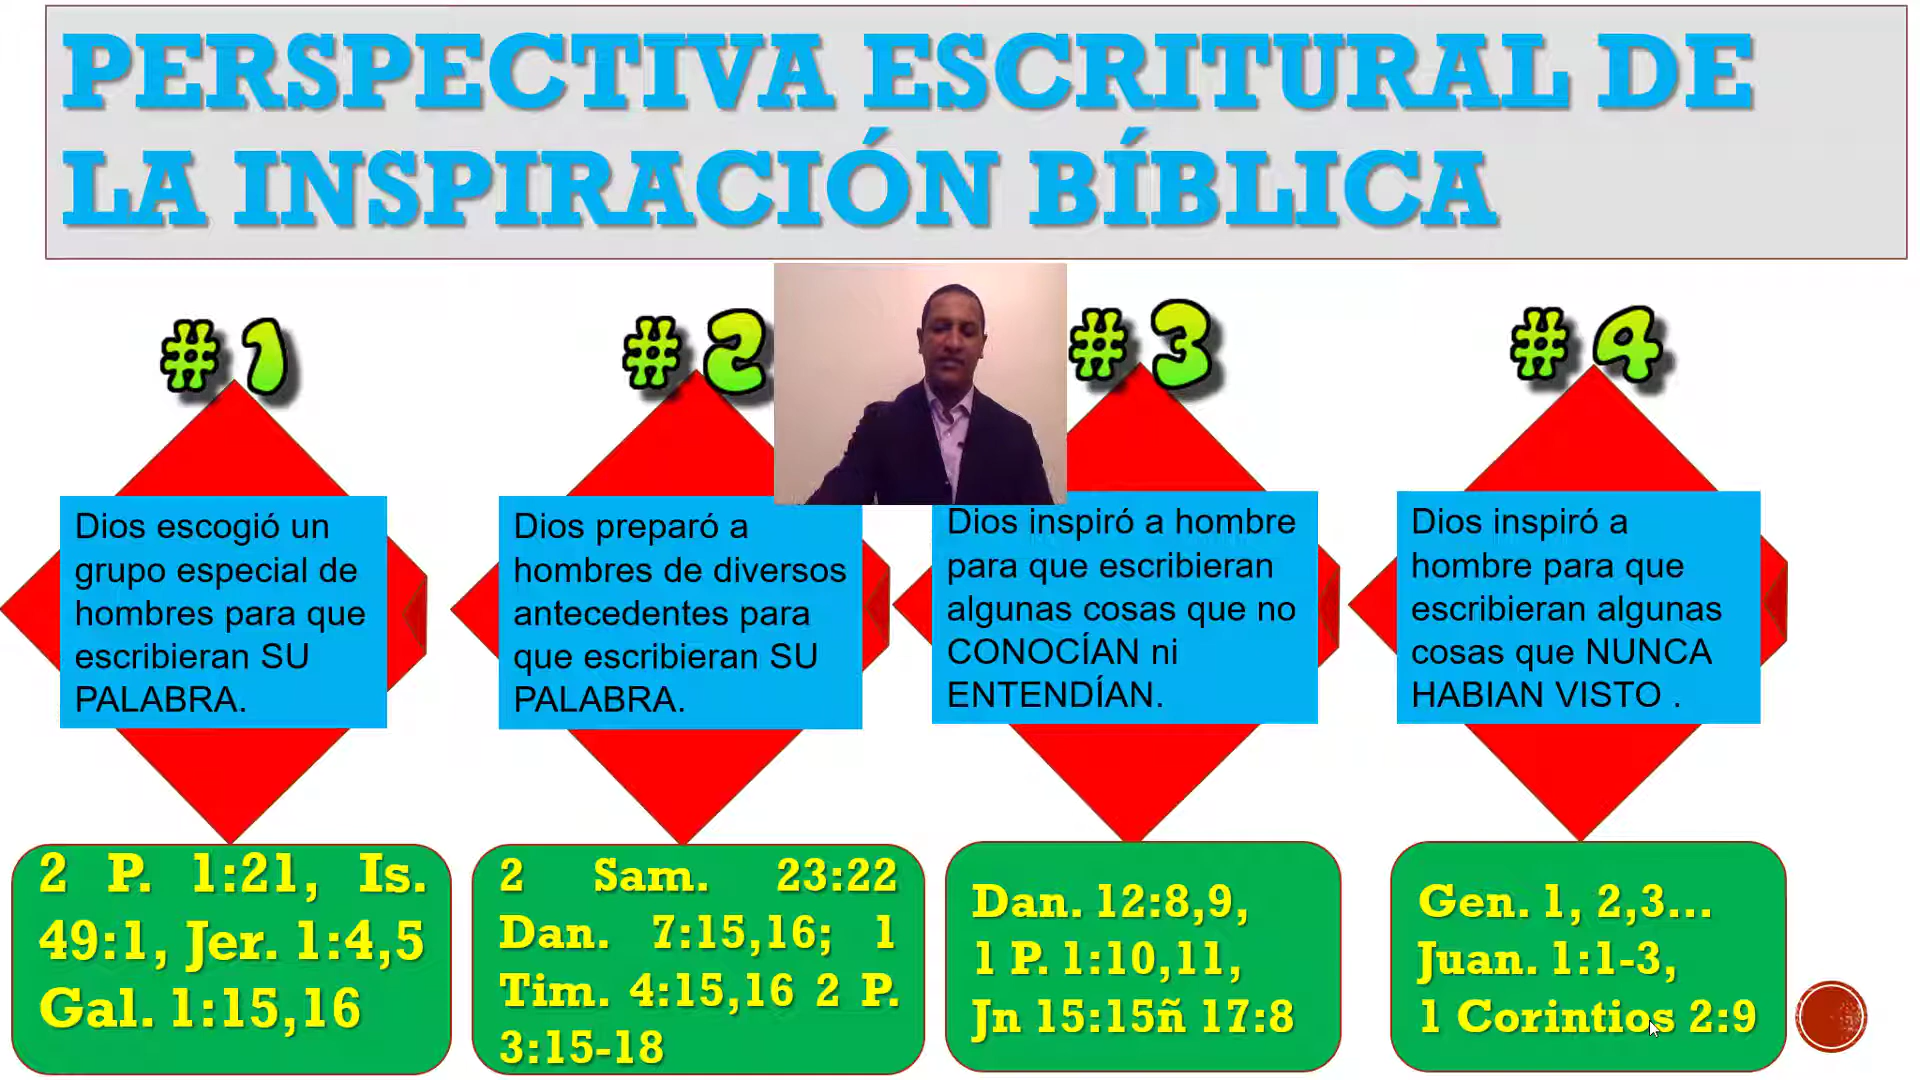 PERSPECTIVA ESCRITURAL DE
LA INSPIRACIÓN BÍBLICA
#1
Dios escogió un
grupo especial de
hombres para que
escribieran SU
PALABRA.
2 P. 1:21, Is.
49:1, Jer. 1:4,5
Gal. 1:15,16
#2
Dios preparó a
hombres de diversos
antecedentes para
que escribieran SU
PALABRA.
2 Sam. 23:22
Dan. 7:15,16; 1
Tim. 4:15,16 2 P.
3:15-18
#3
Dios inspiró a hombre
para que escribieran
algunas cosas que no
CONOCÍAN ni
ENTENDÍAN.
Dan. 12:8,9,
1 P. 1:10,11,
Jn 15:15ñ 17:8
#4
Dios inspiró a
hombre para que
escribieran algunas
cosas que NUNCA
HABIAN VISTO .
Gen. 1, 2,3...
Juan. 1:1-3,
1 Corintios 2:9